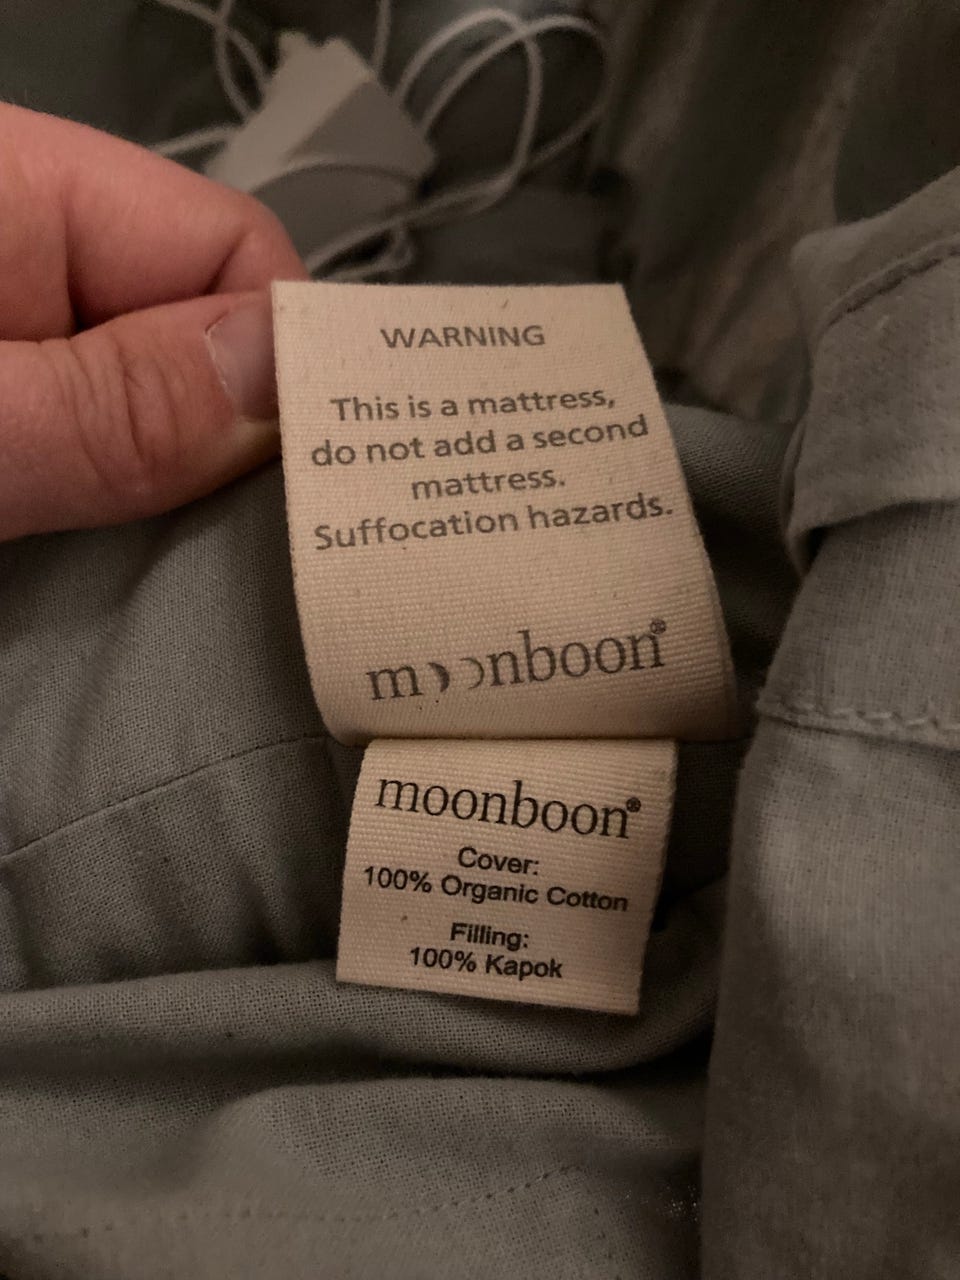 WARNING
This is a mattress,
do not add a second
mattress.
Suffocation hazards.
moonboon®
moonboon®
Cover:
100% Organic Cotton
Filling:
100% Kapok